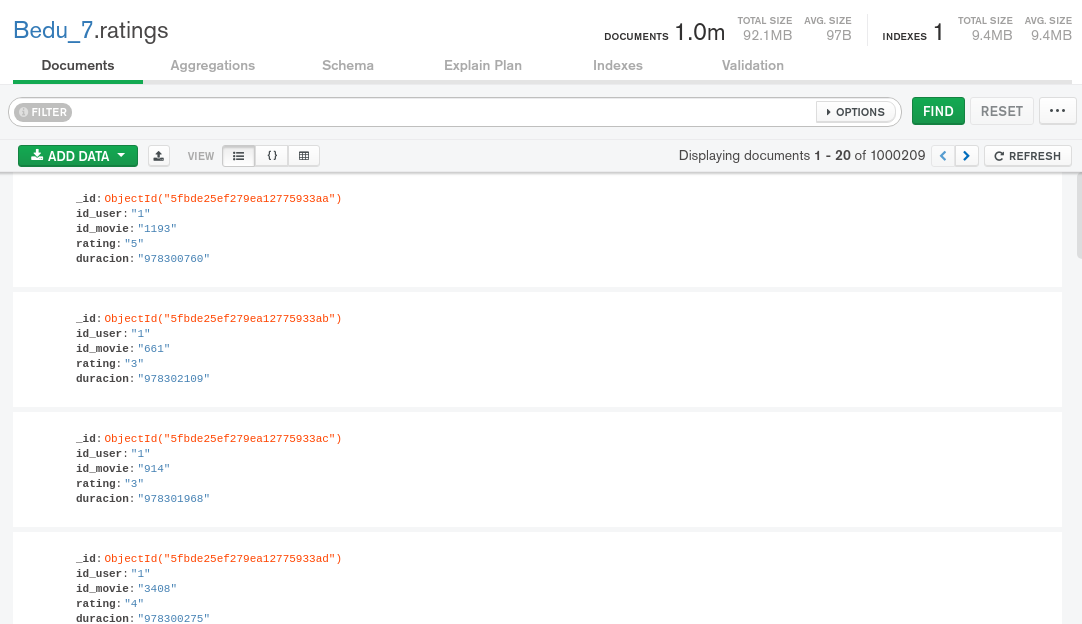 Bedu_7.ratings
DOCUMENTS 1.0m TOTAL SIZE 92.1MB AVG. SIZE 97B INDEXES 1 TOTAL SIZE 9.4MB AVG. SIZE 9.4MB
Documents Aggregations Schema Explain Plan Indexes Validation
FILTER OPTIONS FIND RESET ...
ADD DATA VIEW {} Displaying documents 1 - 20 of 1000209 < > REFRESH
_id: ObjectId("5fbde25ef279ea12775933aa")
id_user: "1"
id_movie: "1193"
rating: "5"
duracion: "978300760"
_id: ObjectId("5fbde25ef279ea12775933ab")
id_user: "1"
id_movie: "661"
rating: "3"
duracion: "978302109"
_id: ObjectId("5fbde25ef279ea12775933ac")
id_user: "1"
id_movie: "914"
rating: "3"
duracion: "978301968"
_id: ObjectId("5fbde25ef279ea12775933ad")
id_user: "1"
id_movie: "3408"
rating: "4"
duracion: "978300275"